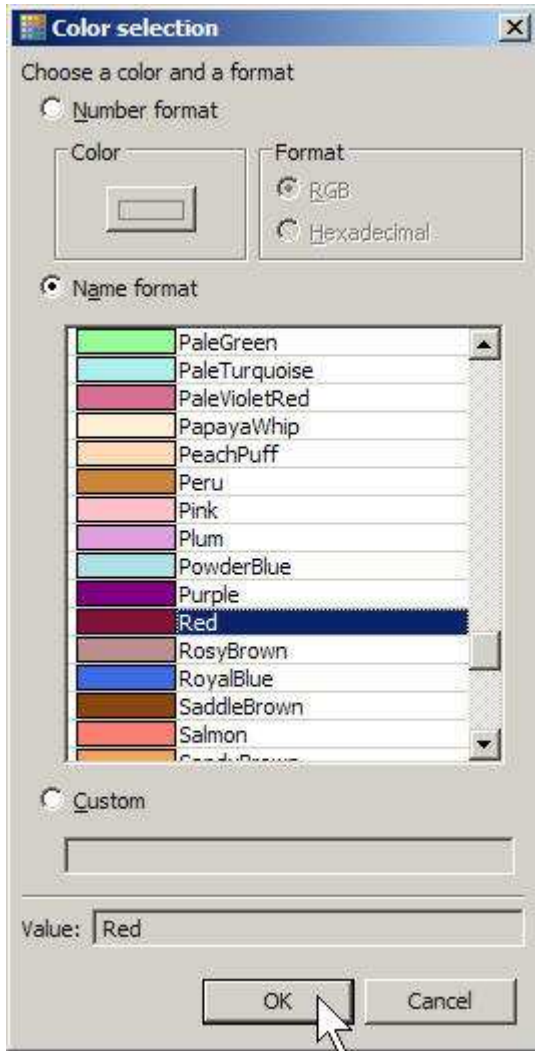 Color selection
Choose a color and a format
Number format
Color
Format
RGB
Hexadecimal
Name format
PaleGreen
PaleTurquoise
PaleVioletRed
PapayaWhip
PeachPuff
Peru
Pink
Plum
PowderBlue
Purple
Red
RosyBrown
RoyalBlue
SaddleBrown
Salmon
SandyBrown
Custom
Value: Red
OK Cancel